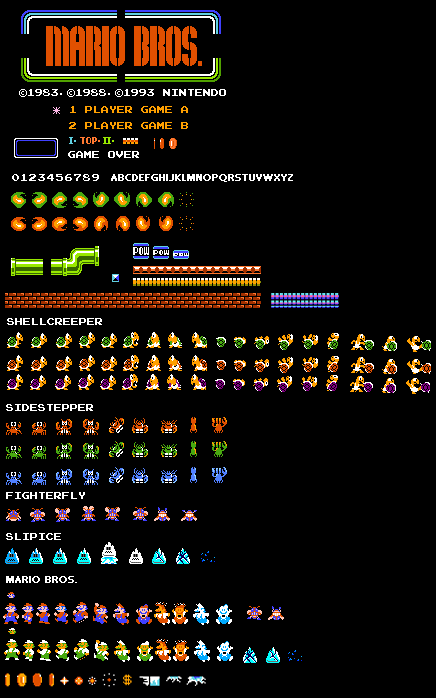 MARIO BROS.
©1983. ©1988. ©1993 NINTENDO
1 PLAYER GAME A
2 PLAYER GAME B
I- TOP- II-
GAME OVER
0123456789 ABCDEFGHIJKLMNOPQRSTUVWXYZ
POW POW POW
SHELLCREEPER
SIDESTEPPER
FIGHTERFLY
SLIPICE
MARIO BROS.